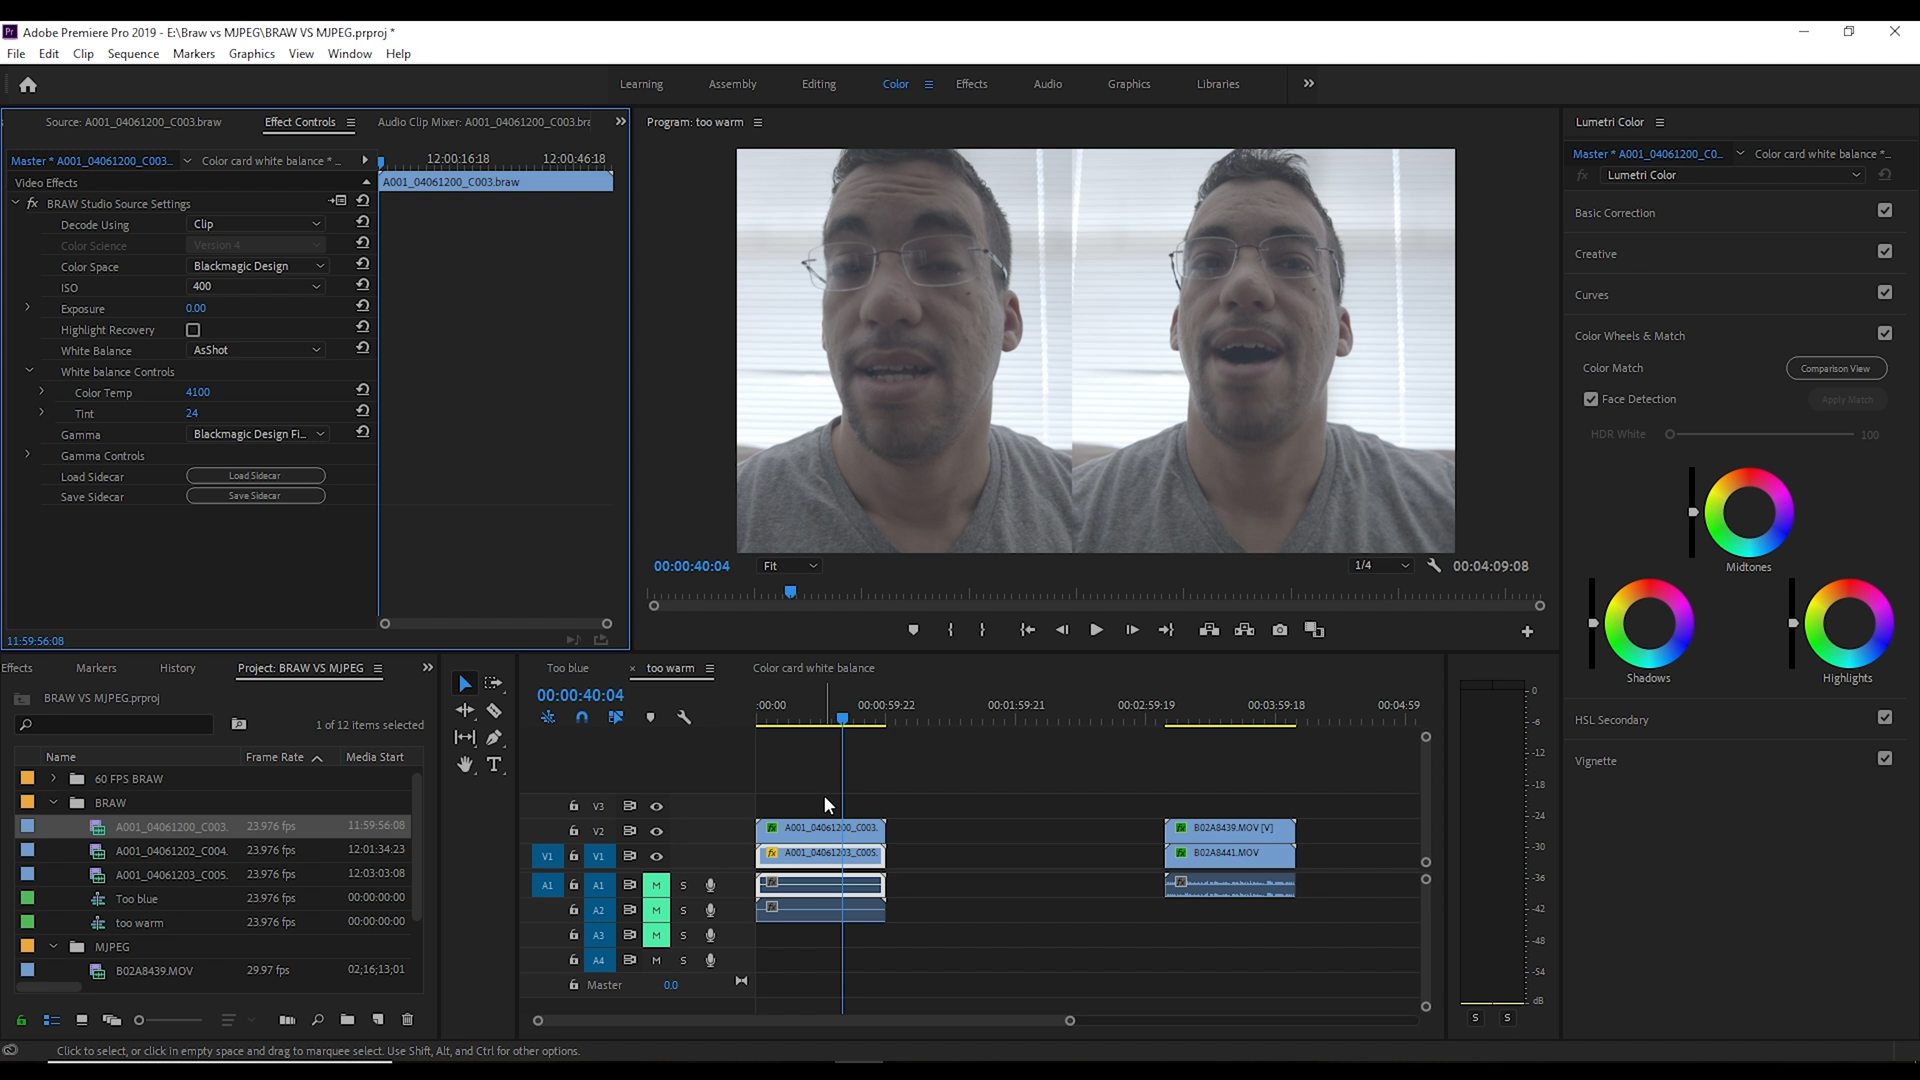 Adobe Premiere Pro 2019 - E:\Braw vs MJPEG\BRAW VS MJPEG.prproj *
File Edit Clip Sequence Markers Graphics View Window Help
Learning Assembly Editing Color Effects Audio Graphics Libraries
Source: A001_04061200_C003.braw Effect Controls Audio Clip Mixer: A001_04061200_C003.bra
Master * A001_04061200_C003... Color card white balance * ...
12:00:16:18 12:00:46:18
Video Effects
A001_04061200_C003.braw
fx BRAW Studio Source Settings
Decode Using Clip
Color Science Version 4
Color Space Blackmagic Design
ISO 400
Exposure 0.00
Highlight Recovery
White Balance AsShot
White balance Controls
Color Temp 4100
Tint 24
Gamma Blackmagic Design Fi...
Gamma Controls
Load Sidecar Load Sidecar
Save Sidecar Save Sidecar
11:59:56:08
Program: too warm
00:00:40:04 Fit 1/4 00:04:09:08
Lumetri Color
Master * A001_04061200_C0... Color card white balance *...
fx Lumetri Color
Basic Correction
Creative
Curves
Color Wheels & Match
Color Match Comparison View
Face Detection Apply Match
HDR White 100
Midtones
Shadows Highlights
HSL Secondary
Vignette
Effects Markers History Project: BRAW VS MJPEG
BRAW VS MJPEG.prproj
1 of 12 items selected
Name Frame Rate Media Start
60 FPS BRAW
BRAW
A001_04061200_C003. 23.976 fps 11:59:56:08
A001_04061202_C004. 23.976 fps 12:01:34:23
A001_04061203_C005. 23.976 fps 12:03:03:08
Too blue 23.976 fps 00:00:00:00
too warm 23.976 fps 00:00:00:00
MJPEG
B02A8439.MOV 29.97 fps 02;16;13;01
Too blue × too warm Color card white balance
00:00:40:04
:00:00 00:00:59:22 00:01:59:21 00:02:59:19 00:03:59:18 00:04:59
V3
V2 A001_04061200_C003. B02A8439.MOV [V]
V1 V1 A001_04061203_C005. B02A8441.MOV
A1 A1 M S
A2 M S
A3 M S
A4 M S
Master 0.0
0
-6
-12
-18
-24
-30
-36
-42
-48
-54
dB
S S
Click to select, or click in empty space and drag to marquee select. Use Shift, Alt, and Ctrl for other options.